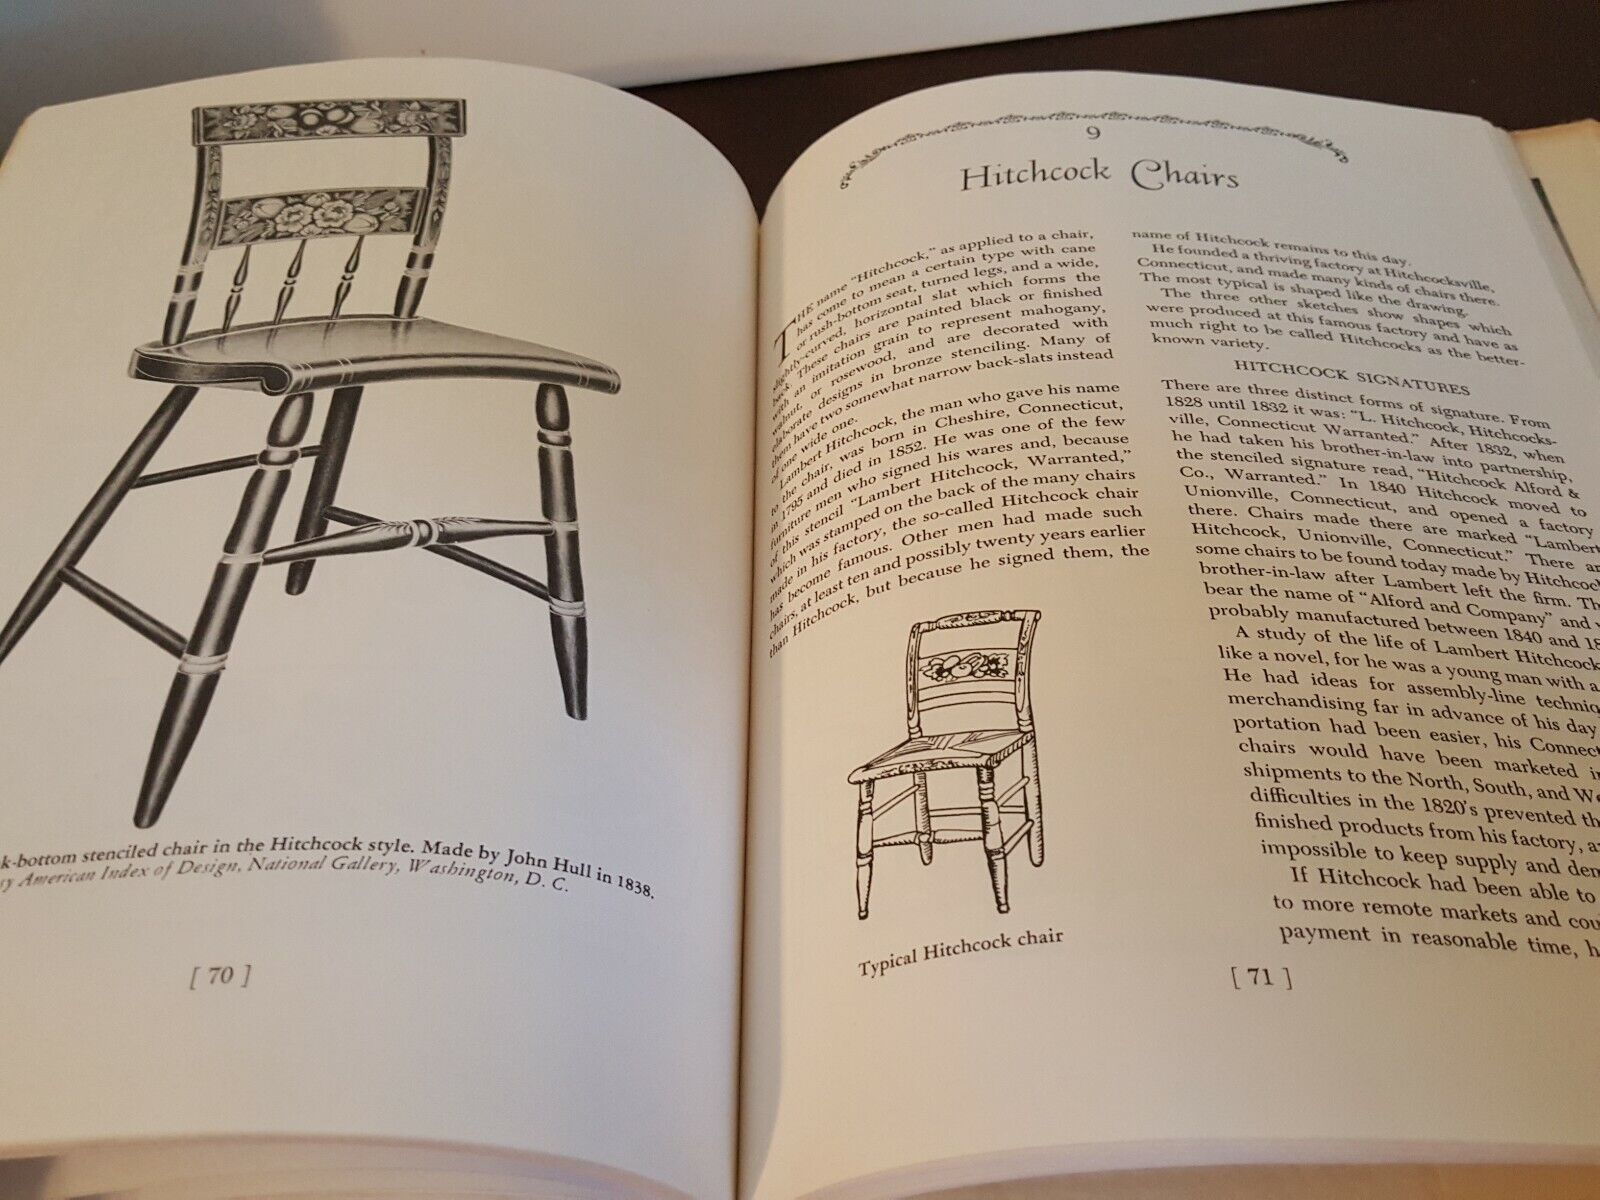 k-bottom stenciled chair in the Hitchcock style. Made by John Hull in 1838.
sy American Index of Design, National Gallery, Washington, D. C.
[ 70 ]
9
Hitchcock Chairs
THE name "Hitchcock," as applied to a chair,
has come to mean a certain type with cane
or rush-bottom seat, turned legs, and a wide,
slightly-curved, horizontal slat which forms the
back. These chairs are painted black or finished
with an imitation grain to represent mahogany,
walnut, or rosewood, and are decorated with
elaborate designs in bronze stenciling. Many of
them have two somewhat narrow back-slats instead
of one wide one.
Lambert Hitchcock, the man who gave his name
to the chair, was born in Cheshire, Connecticut,
in 1795 and died in 1852. He was one of the few
furniture men who signed his wares and, because
of this stencil "Lambert Hitchcock, Warranted,"
which was stamped on the back of the many chairs
made in his factory, the so-called Hitchcock chair
has become famous. Other men had made such
chairs, at least ten and possibly twenty years earlier
than Hitchcock, but because he signed them, the
Typical Hitchcock chair
name of Hitchcock remains to this day.
He founded a thriving factory at Hitchcocksville,
Connecticut, and made many kinds of chairs there.
The most typical is shaped like the drawing.
The three other sketches show shapes which
were produced at this famous factory and have as
much right to be called Hitchcocks as the better-
known variety.
HITCHCOCK SIGNATURES
There are three distinct forms of signature. From
1828 until 1832 it was: "L. Hitchcock, Hitchcocks-
ville, Connecticut Warranted." After 1832, when
he had taken his brother-in-law into partnership,
the stenciled signature read, "Hitchcock Alford &
Co., Warranted." In 1840 Hitchcock moved to
Unionville, Connecticut, and opened a factory
there. Chairs made there are marked "Lambert
Hitchcock, Unionville, Connecticut." There ar
some chairs to be found today made by Hitchcoc
brother-in-law after Lambert left the firm. Th
bear the name of "Alford and Company" and
probably manufactured between 1840 and 18
A study of the life of Lambert Hitchcock
like a novel, for he was a young man with a
He had ideas for assembly-line techniq
merchandising far in advance of his day
portation had been easier, his Connect
chairs would have been marketed in
shipments to the North, South, and We
difficulties in the 1820's prevented th
finished products from his factory, a
impossible to keep supply and dem
If Hitchcock had been able to
to more remote markets and cou
payment in reasonable time, h
[ 71 ]